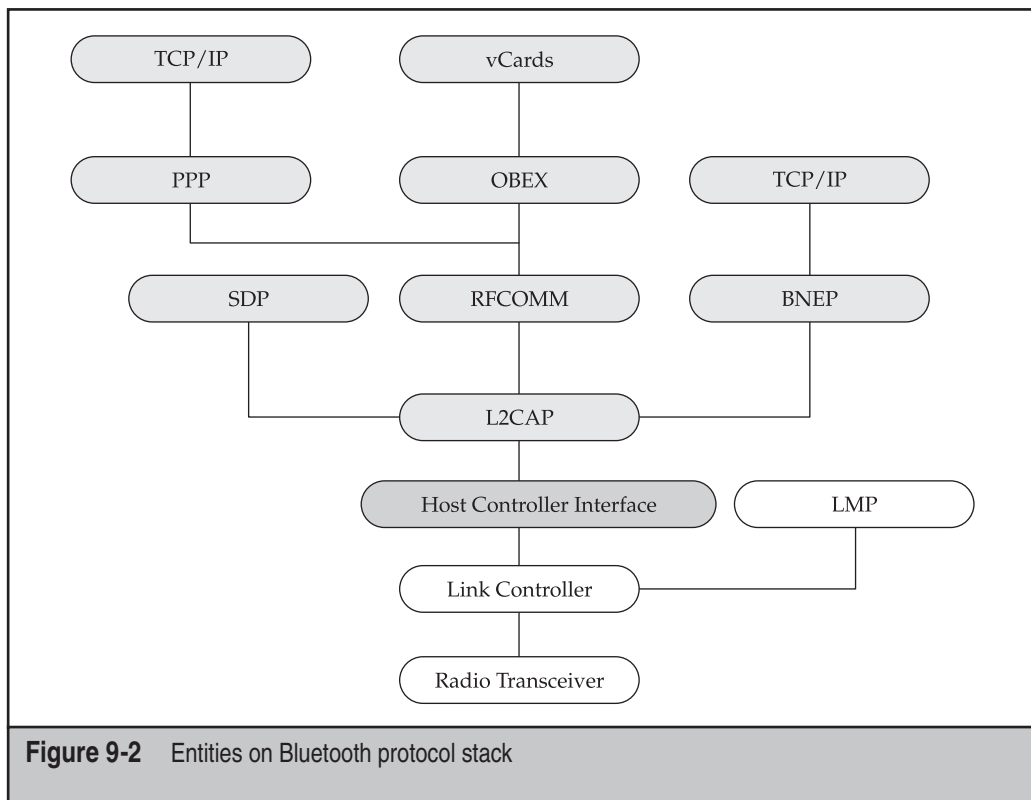 TCP/IP
vCards
PPP
OBEX
TCP/IP
SDP
RFCOMM
BNEP
L2CAP
Host Controller Interface
LMP
Link Controller
Radio Transceiver
Figure 9-2 Entities on Bluetooth protocol stack